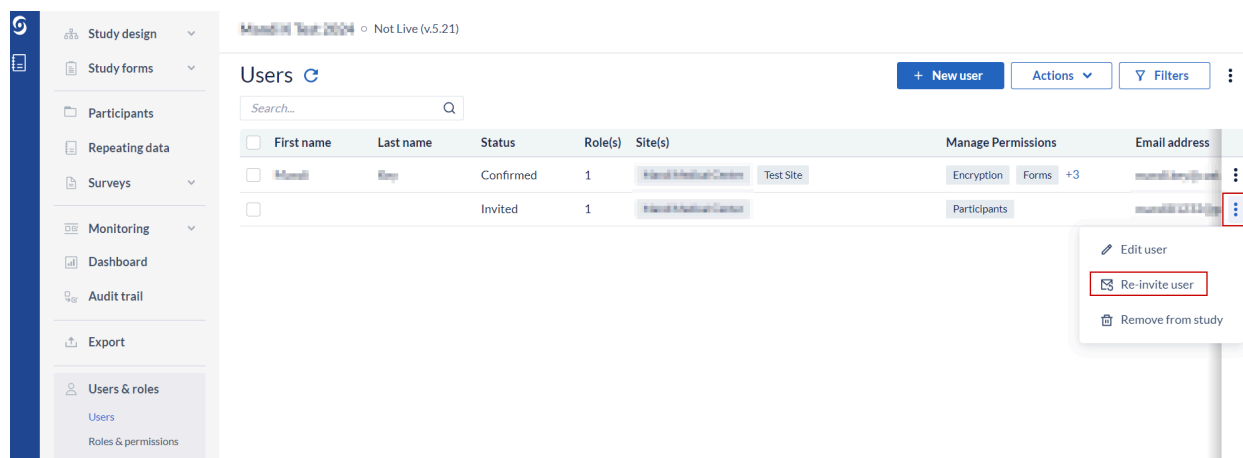 Study design
Study forms
Participants
Repeating data
Surveys
Monitoring
Dashboard
Audit trail
Export
Users & roles
Users
Roles & permissions
Not Live (v.5.21)
Users
+ New user
Actions
Filters
Search...
First name Last name Status Role(s) Site(s) Manage Permissions Email address
Confirmed 1 Test Site Encryption Forms +3
Invited 1 Participants
Edit user
Re-invite user
Remove from study